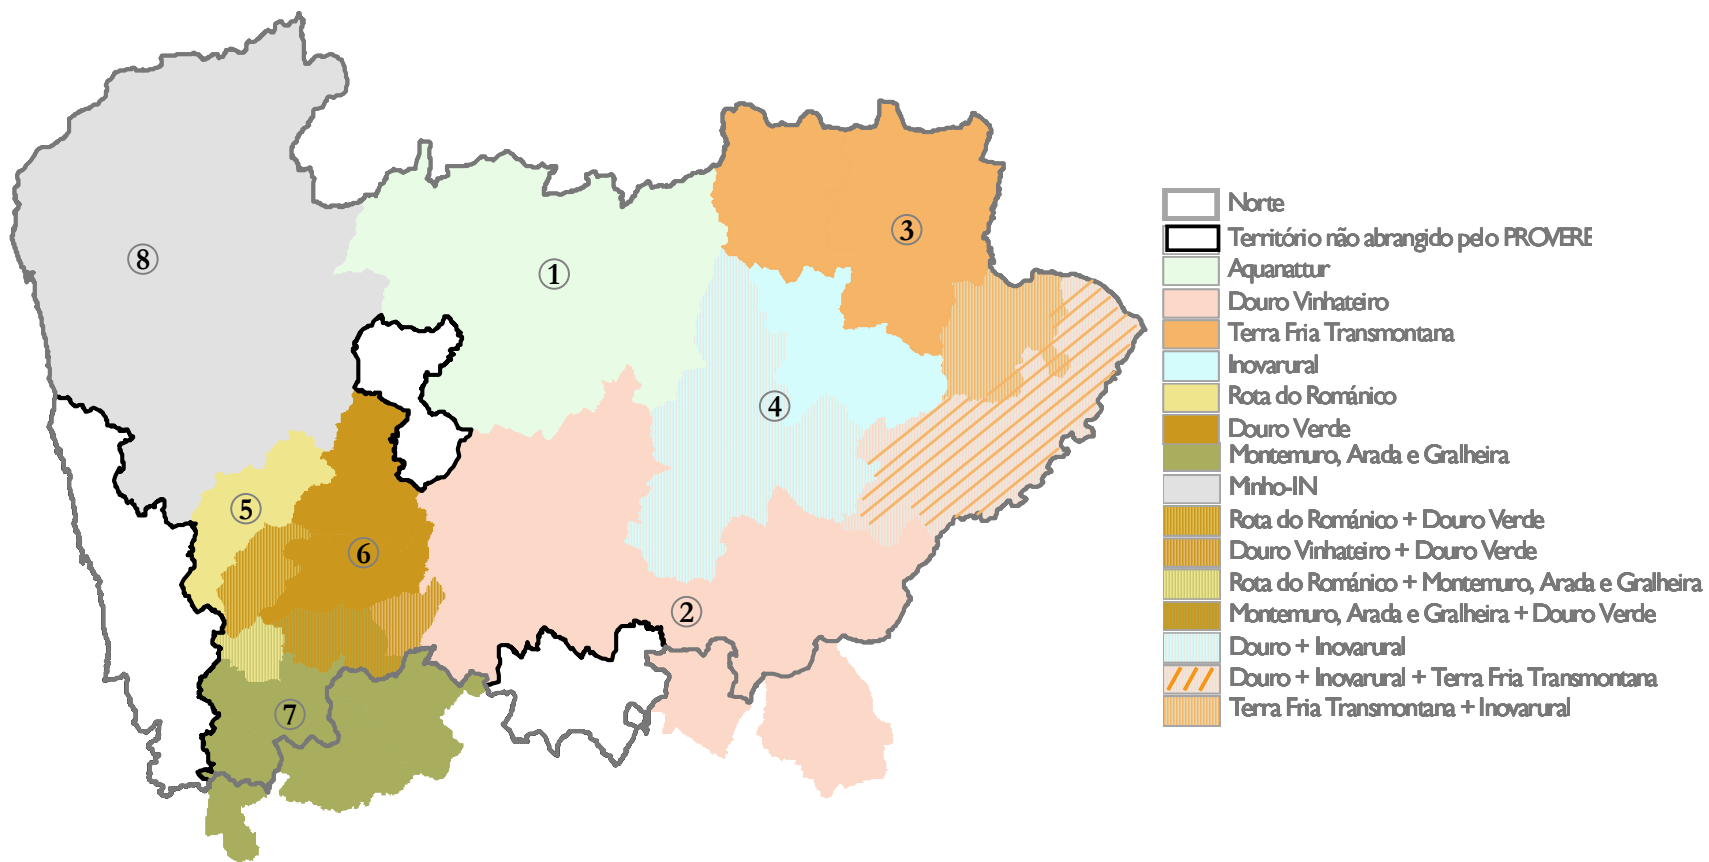 8
1
3
4
5
6
2
7
Norte
Território não abrangido pelo PROVERE
Aquanattur
Douro Vinhateiro
Terra Fria Transmontana
Inovarural
Rota do Románico
Douro Verde
Montemuro, Arada e Gralheira
Minho-IN
Rota do Románico + Douro Verde
Douro Vinhateiro + Douro Verde
Rota do Románico + Montemuro, Arada e Gralheira
Montemuro, Arada e Gralheira + Douro Verde
Douro + Inovarural
Douro + Inovarural + Terra Fria Transmontana
Terra Fria Transmontana + Inovarural